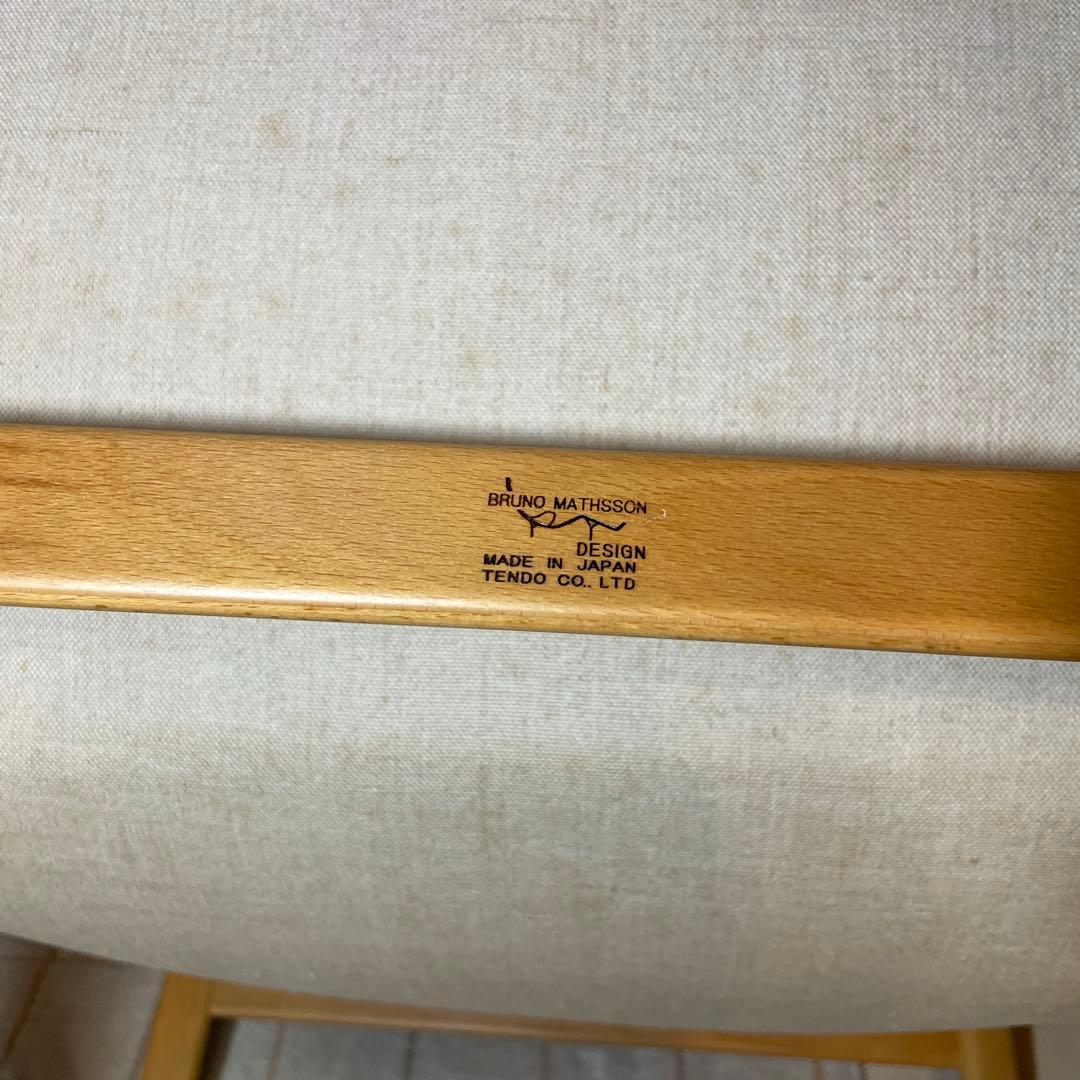 BRUNO MATHSSON
DESIGN
MADE IN JAPAN
TENDO CO., LTD